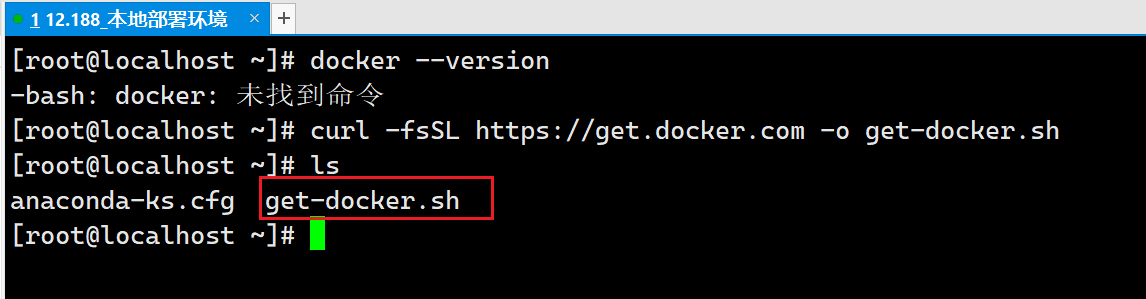 1 12.188_本地部署环境 × +
[root@localhost ~]# docker --version
-bash: docker: 未找到命令
[root@localhost ~]# curl -fsSL https://get.docker.com -o get-docker.sh
[root@localhost ~]# ls
anaconda-ks.cfg  get-docker.sh
[root@localhost ~]#